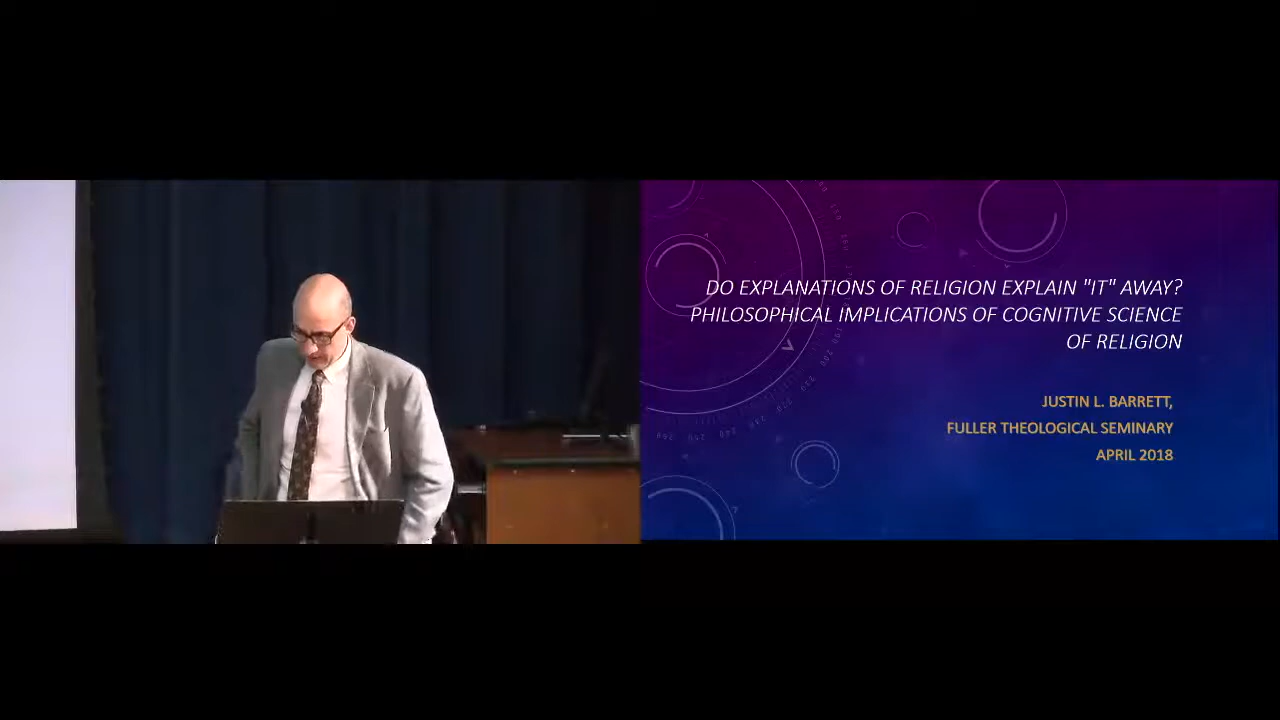 DO EXPLANATIONS OF RELIGION EXPLAIN "IT" AWAY?
PHILOSOPHICAL IMPLICATIONS OF COGNITIVE SCIENCE
OF RELIGION
JUSTIN L. BARRETT,
FULLER THEOLOGICAL SEMINARY
APRIL 2018